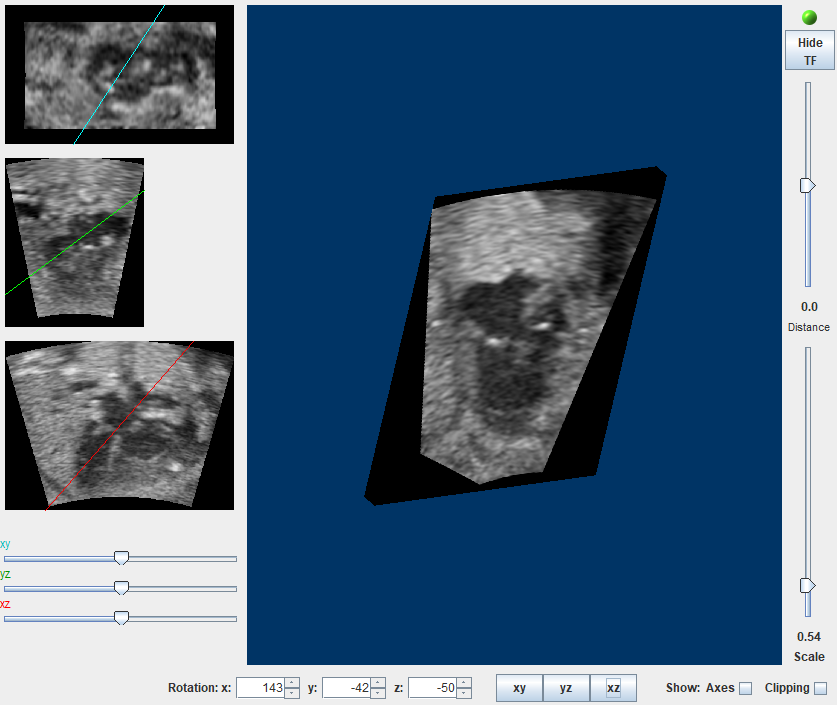 Hide
TF
0.0
Distance
xy
yz
xz
0.54
Scale
Rotation: x: 143 y: -42 z: -50 xy yz xz Show: Axes Clipping